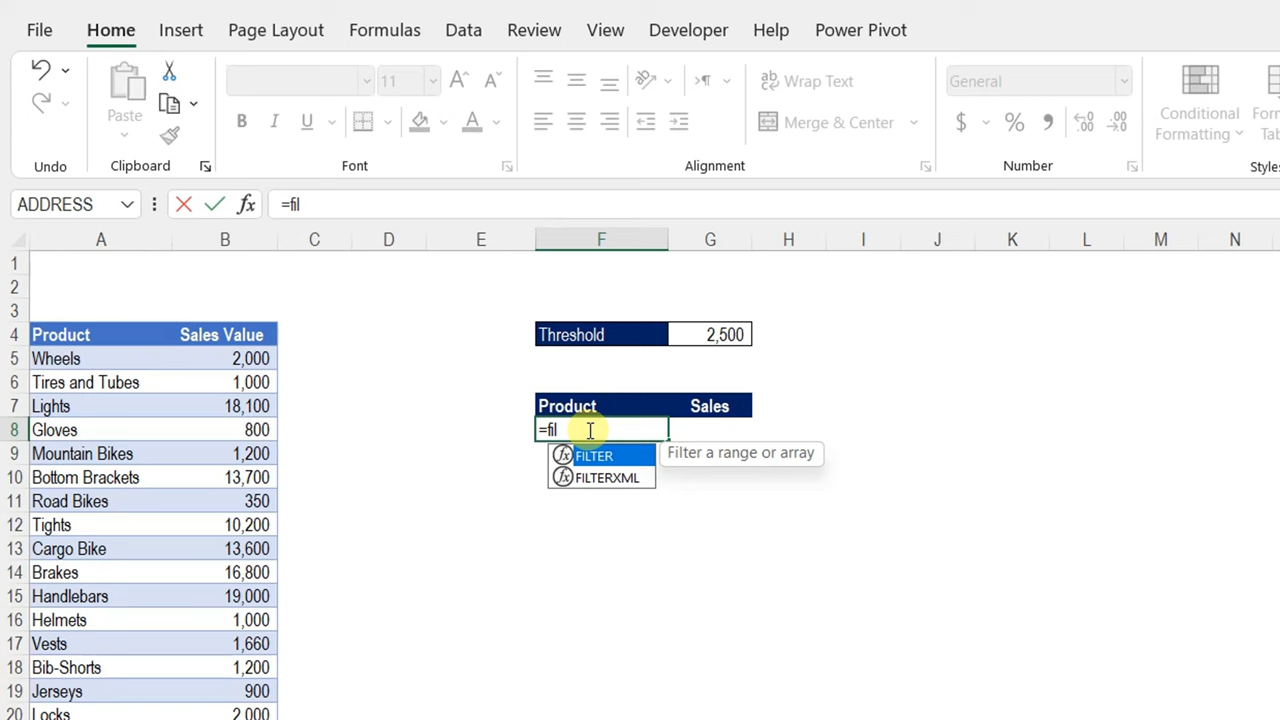 File Home Insert Page Layout Formulas Data Review View Developer Help Power Pivot
11
General
Wrap Text
Paste
B I U
Merge & Center
$ % Conditional
Formatting
Undo Clipboard Font Alignment Number Styles
ADDRESS fx =fil
A B C D E F G H I J K L M N
1
2
3
4 Product Sales Value Threshold 2,500
5 Wheels 2,000
6 Tires and Tubes 1,000
7 Lights 18,100 Product Sales
8 Gloves 800 =fil
9 Mountain Bikes 1,200 fx FILTER Filter a range or array
10 Bottom Brackets 13,700 fx FILTERXML
11 Road Bikes 350
12 Tights 10,200
13 Cargo Bike 13,600
14 Brakes 16,800
15 Handlebars 19,000
16 Helmets 1,000
17 Vests 1,660
18 Bib-Shorts 1,200
19 Jerseys 900
20 Locks 2,000